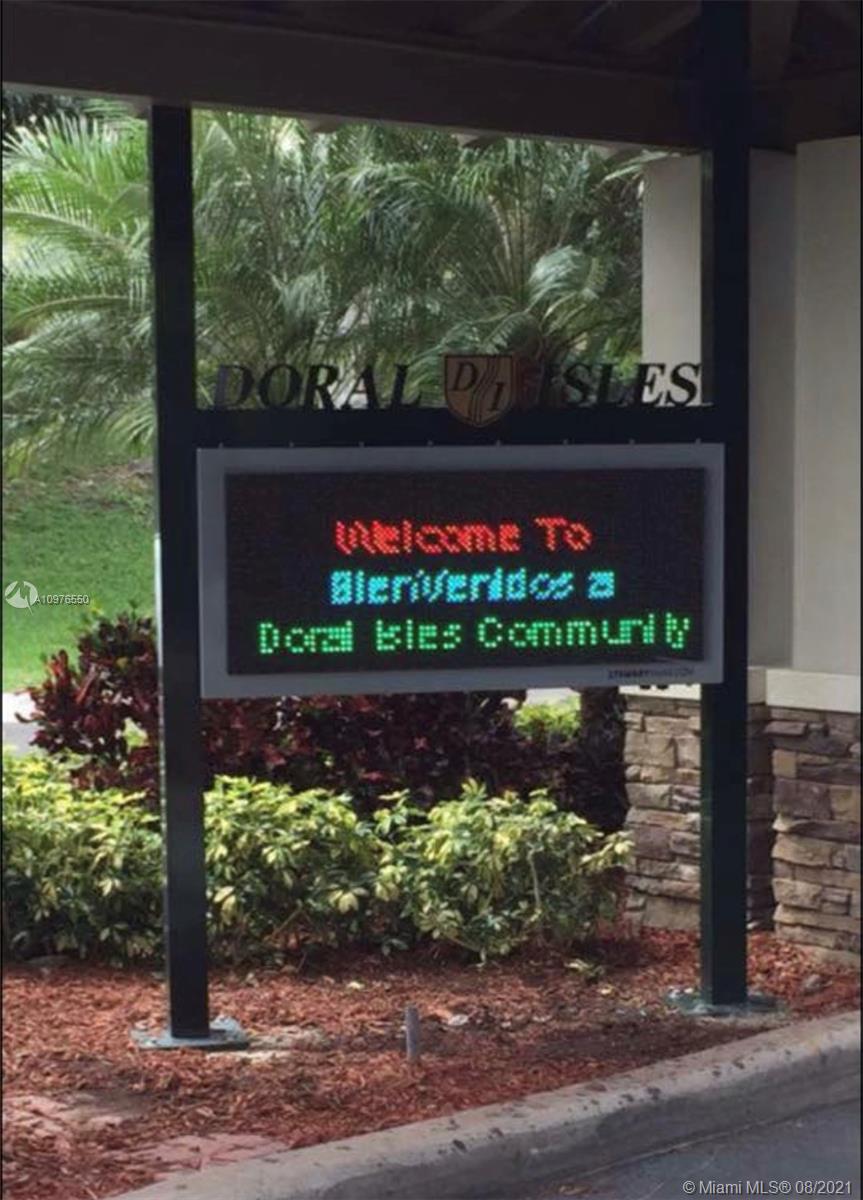 DORAL DI ISLES
Welcome To
Bienvenidos a
Doral Isles Community
A10976550
© Miami MLS® 08/2021